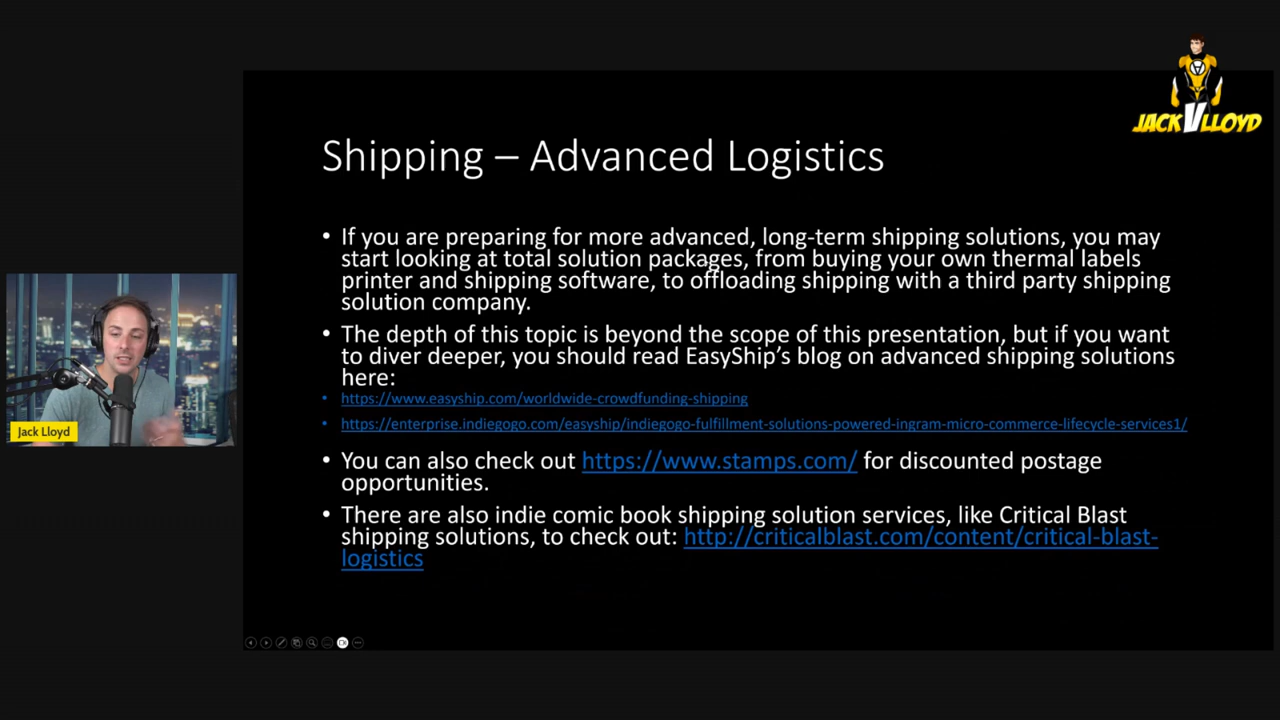 JACK V LLOYD
Shipping – Advanced Logistics
• If you are preparing for more advanced, long-term shipping solutions, you may
start looking at total solution packages, from buying your own thermal labels
printer and shipping software, to offloading shipping with a third party shipping
solution company.
• The depth of this topic is beyond the scope of this presentation, but if you want
to diver deeper, you should read EasyShip’s blog on advanced shipping solutions
here:
• https://www.easyship.com/worldwide-crowdfunding-shipping
• https://enterprise.indiegogo.com/easyship/indiegogo-fulfillment-solutions-powered-ingram-micro-commerce-lifecycle-services1/
• You can also check out https://www.stamps.com/ for discounted postage
opportunities.
• There are also indie comic book shipping solution services, like Critical Blast
shipping solutions, to check out: http://criticalblast.com/content/critical-blast-
logistics
Jack Lloyd